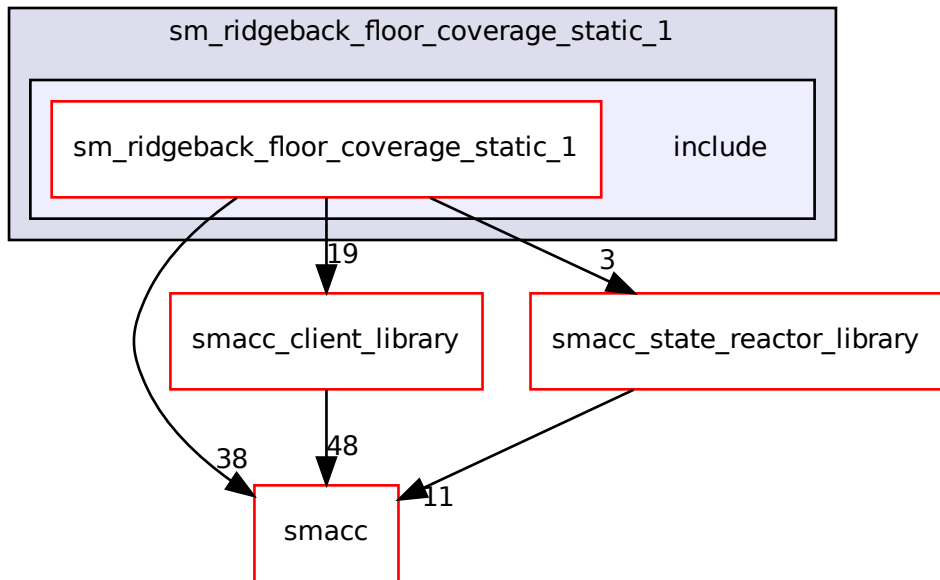 sm_ridgeback_floor_coverage_static_1
sm_ridgeback_floor_coverage_static_1
include
19
3
smacc_client_library
smacc_state_reactor_library
38
48
11
smacc